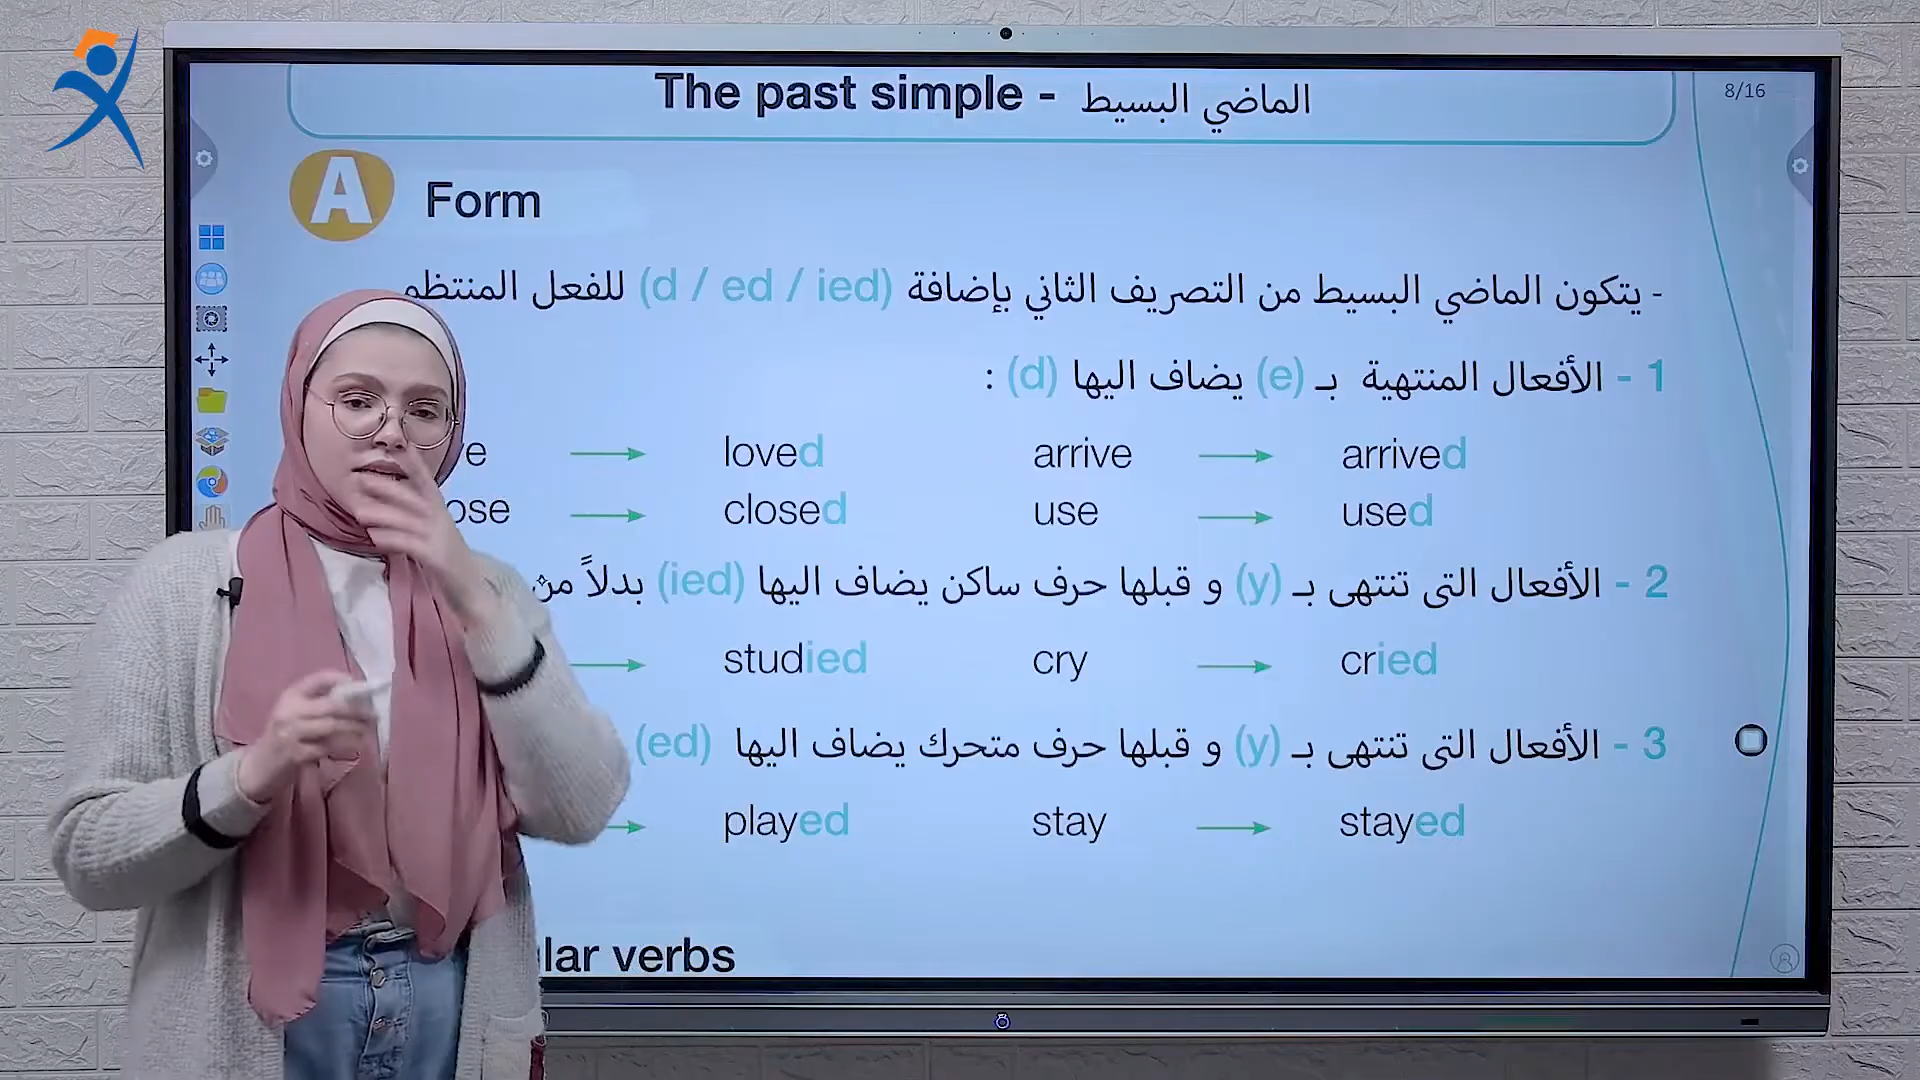 The past simple - الماضي البسيط
8/16
A Form
- يتكون الماضي البسيط من التصريف الثاني بإضافة (d / ed / ied) للفعل المنتظم
1 - الأفعال المنتهية بـ (e) يضاف اليها (d) :
loved arrive arrived
closed use used
2 - الأفعال التى تنتهى بـ (y) و قبلها حرف ساكن يضاف اليها (ied) بدلاً من
studied cry cried
3 - الأفعال التى تنتهى بـ (y) و قبلها حرف متحرك يضاف اليها (ed)
played stay stayed
verbs